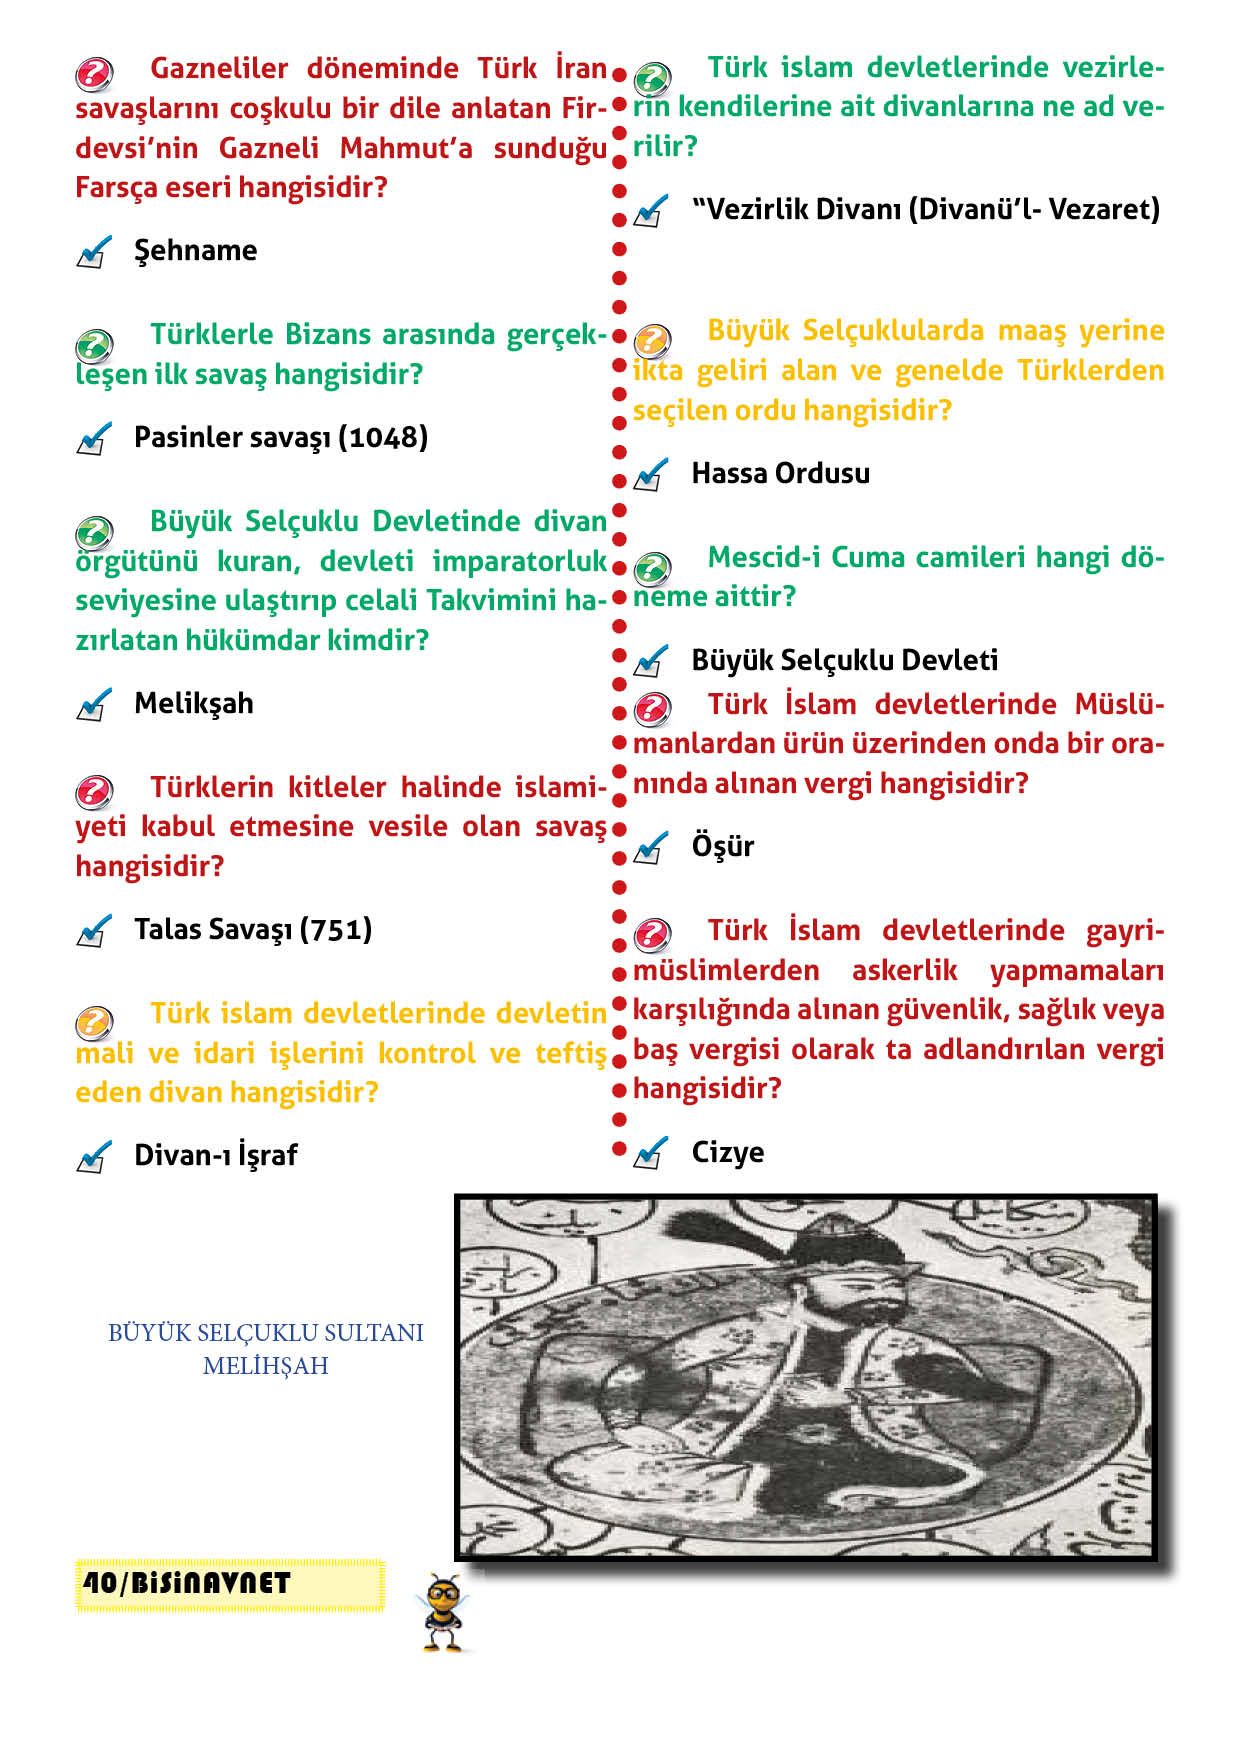 Gazneliler döneminde Türk İran
savaşlarını coşkulu bir dile anlatan Fir-
devsi’nin Gazneli Mahmut’a sunduğu
Farsça eseri hangisidir?
Şehname
Türklerle Bizans arasında gerçek-
leşen ilk savaş hangisidir?
Pasinler savaşı (1048)
Büyük Selçuklu Devletinde divan
örgütünü kuran, devleti imparatorluk
seviyesine ulaştırıp celali Takvimini ha-
zırlatan hükümdar kimdir?
Melikşah
Türklerin kitleler halinde islami-
yeti kabul etmesine vesile olan savaş
hangisidir?
Talas Savaşı (751)
Türk islam devletlerinde devletin
mali ve idari işlerini kontrol ve teftiş
eden divan hangisidir?
Divan-ı İşraf
Türk islam devletlerinde vezirle-
rin kendilerine ait divanlarına ne ad ve-
rilir?
“Vezirlik Divanı (Divanü’l- Vezaret)
Büyük Selçuklularda maaş yerine
ikta geliri alan ve genelde Türklerden
seçilen ordu hangisidir?
Hassa Ordusu
Mescid-i Cuma camileri hangi dö-
neme aittir?
Büyük Selçuklu Devleti
Türk İslam devletlerinde Müslü-
manlardan ürün üzerinden onda bir ora-
nında alınan vergi hangisidir?
Öşür
Türk İslam devletlerinde gayri-
müslimlerden askerlik yapmamaları
karşılığında alınan güvenlik, sağlık veya
baş vergisi olarak ta adlandırılan vergi
hangisidir?
Cizye
BÜYÜK SELÇUKLU SULTANI
MELİHŞAH
40/BİSİNAVNET